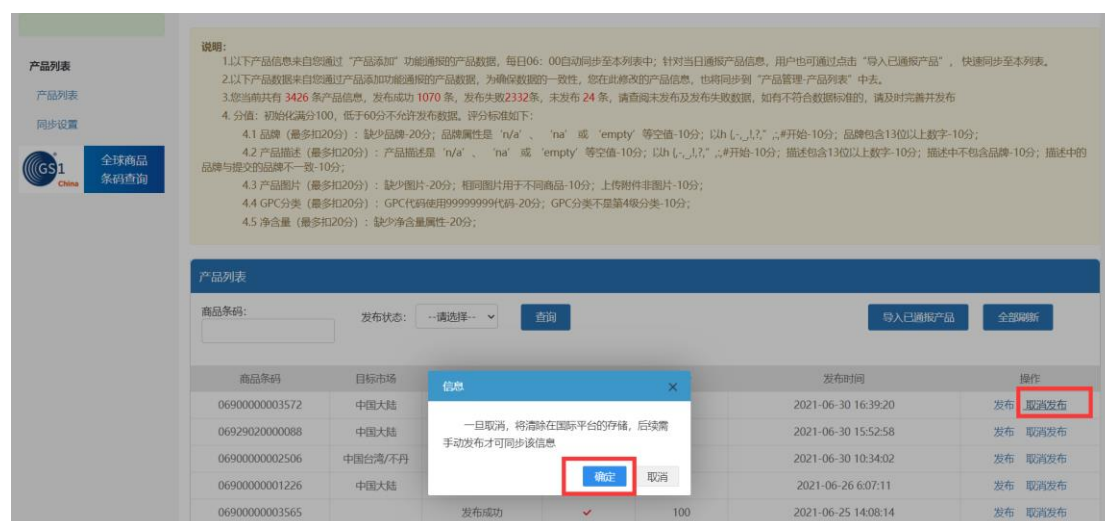 产品列表
产品列表
同步设置
GS1
China
全球商品
条码查询
说明:
1.以下产品信息来自您通过“产品添加”功能通报的产品数据，每日06：00自动同步至本列表中；针对当日通报产品信息，用户也可通过点击“导入已通报产品”，快速同步至本列表。
2.以下产品数据来自您通过产品添加功能通报的产品数据，为确保数据的一致性，您在此修改的产品信息，也将同步到“产品管理-产品列表”中去。
3.您当前共有 3426 条产品信息，发布成功 1070 条，发布失败2332条，未发布 24 条，请查阅未发布及发布失败数据，如有不符合数据标准的，请及时完善并发布
4. 分值：初始化满分100，低于60分不允许发布数据，评分标准如下：
4.1 品牌（最多扣20分）：缺少品牌-20分；品牌属性是‘n/a’、‘na’或‘empty’等空值-10分；以h (,-,_,!,?," ,;,#开始-10分；品牌包含13位以上数字-10分；
4.2 产品描述（最多扣20分）：产品描述是‘n/a’、‘na’或‘empty’等空值-10分；以h (,-,_,!,?," ,;,#开始-10分；描述包含13位以上数字-10分；描述中不包含品牌-10分；描述中的
品牌与提交的品牌不一致-10分；
4.3 产品图片（最多扣20分）：缺少图片-20分；相同图片用于不同商品-10分；上传附件非图片-10分；
4.4 GPC分类（最多扣20分）：GPC代码使用99999999代码-20分；GPC分类不是第4级分类-10分；
4.5 净含量（最多扣20分）：缺少净含量属性-20分；
产品列表
商品条码: 发布状态: --请选择-- 查询 导入已通报产品 全部刷新
商品条码 目标市场 发布时间 操作
06900000003572 中国大陆 2021-06-30 16:39:20 发布 取消发布
06929020000088 中国大陆 2021-06-30 15:52:58 发布 取消发布
06900000002506 中国台湾/不丹 2021-06-30 10:34:02 发布 取消发布
06900000001226 中国大陆 2021-06-26 6:07:11 发布 取消发布
06900000003565 发布成功 100 2021-06-25 14:08:14 发布 取消发布
信息
一旦取消，将清除在国际平台的存储，后续需
手动发布才可同步该信息
确定 取消